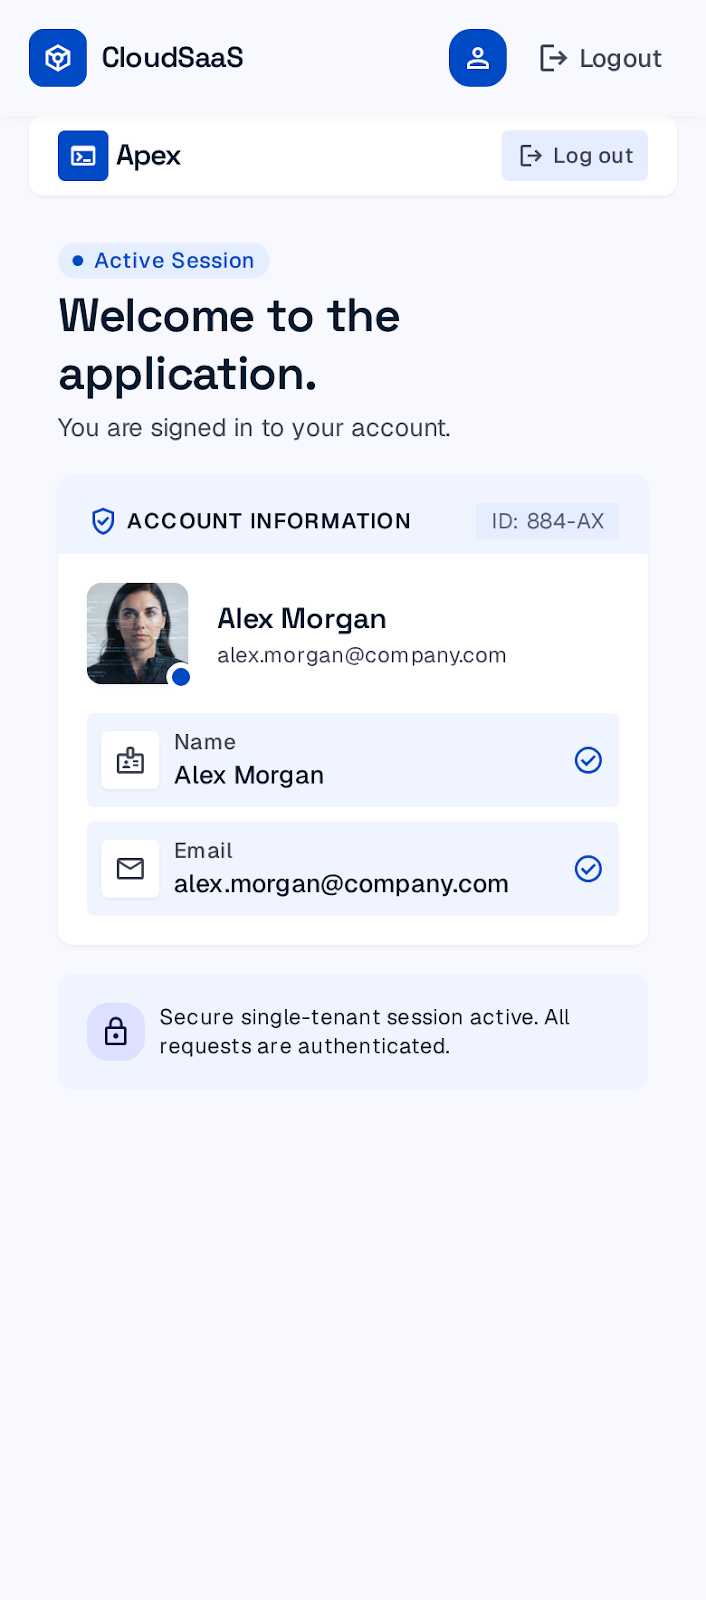 CloudSaaS
Logout
Apex
Log out
Active Session
Welcome to the
application.
You are signed in to your account.
ACCOUNT INFORMATION
ID: 884-AX
Alex Morgan
alex.morgan@company.com
Name
Alex Morgan
Email
alex.morgan@company.com
Secure single-tenant session active. All
requests are authenticated.